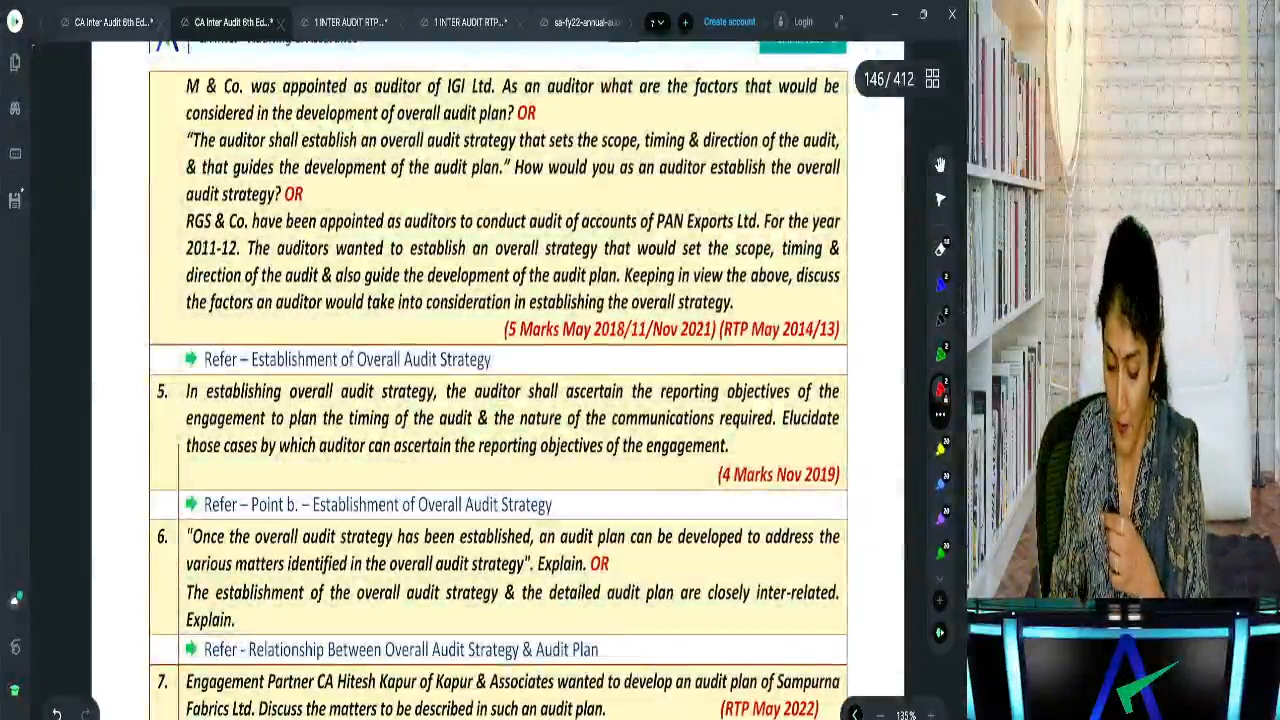 CA Inter Audit 6th Ed...*
CA Inter Audit 6th Ed...*
1 INTER AUDIT RTP...*
1 INTER AUDIT RTP...*
sa-fy22-annual-au
7
Create account
Login
146/ 412
M & Co. was appointed as auditor of IGI Ltd. As an auditor what are the factors that would be
considered in the development of overall audit plan? OR
“The auditor shall establish an overall audit strategy that sets the scope, timing & direction of the audit,
& that guides the development of the audit plan.” How would you as an auditor establish the overall
audit strategy? OR
RGS & Co. have been appointed as auditors to conduct audit of accounts of PAN Exports Ltd. For the year
2011-12. The auditors wanted to establish an overall strategy that would set the scope, timing &
direction of the audit & also guide the development of the audit plan. Keeping in view the above, discuss
the factors an auditor would take into consideration in establishing the overall strategy.
(5 Marks May 2018/11/Nov 2021) (RTP May 2014/13)
Refer – Establishment of Overall Audit Strategy
5. In establishing overall audit strategy, the auditor shall ascertain the reporting objectives of the
engagement to plan the timing of the audit & the nature of the communications required. Elucidate
those cases by which auditor can ascertain the reporting objectives of the engagement.
(4 Marks Nov 2019)
Refer – Point b. – Establishment of Overall Audit Strategy
6. "Once the overall audit strategy has been established, an audit plan can be developed to address the
various matters identified in the overall audit strategy". Explain. OR
The establishment of the overall audit strategy & the detailed audit plan are closely inter-related.
Explain.
Refer - Relationship Between Overall Audit Strategy & Audit Plan
7. Engagement Partner CA Hitesh Kapur of Kapur & Associates wanted to develop an audit plan of Sampurna
Fabrics Ltd. Discuss the matters to be described in such an audit plan. (RTP May 2022)
135%